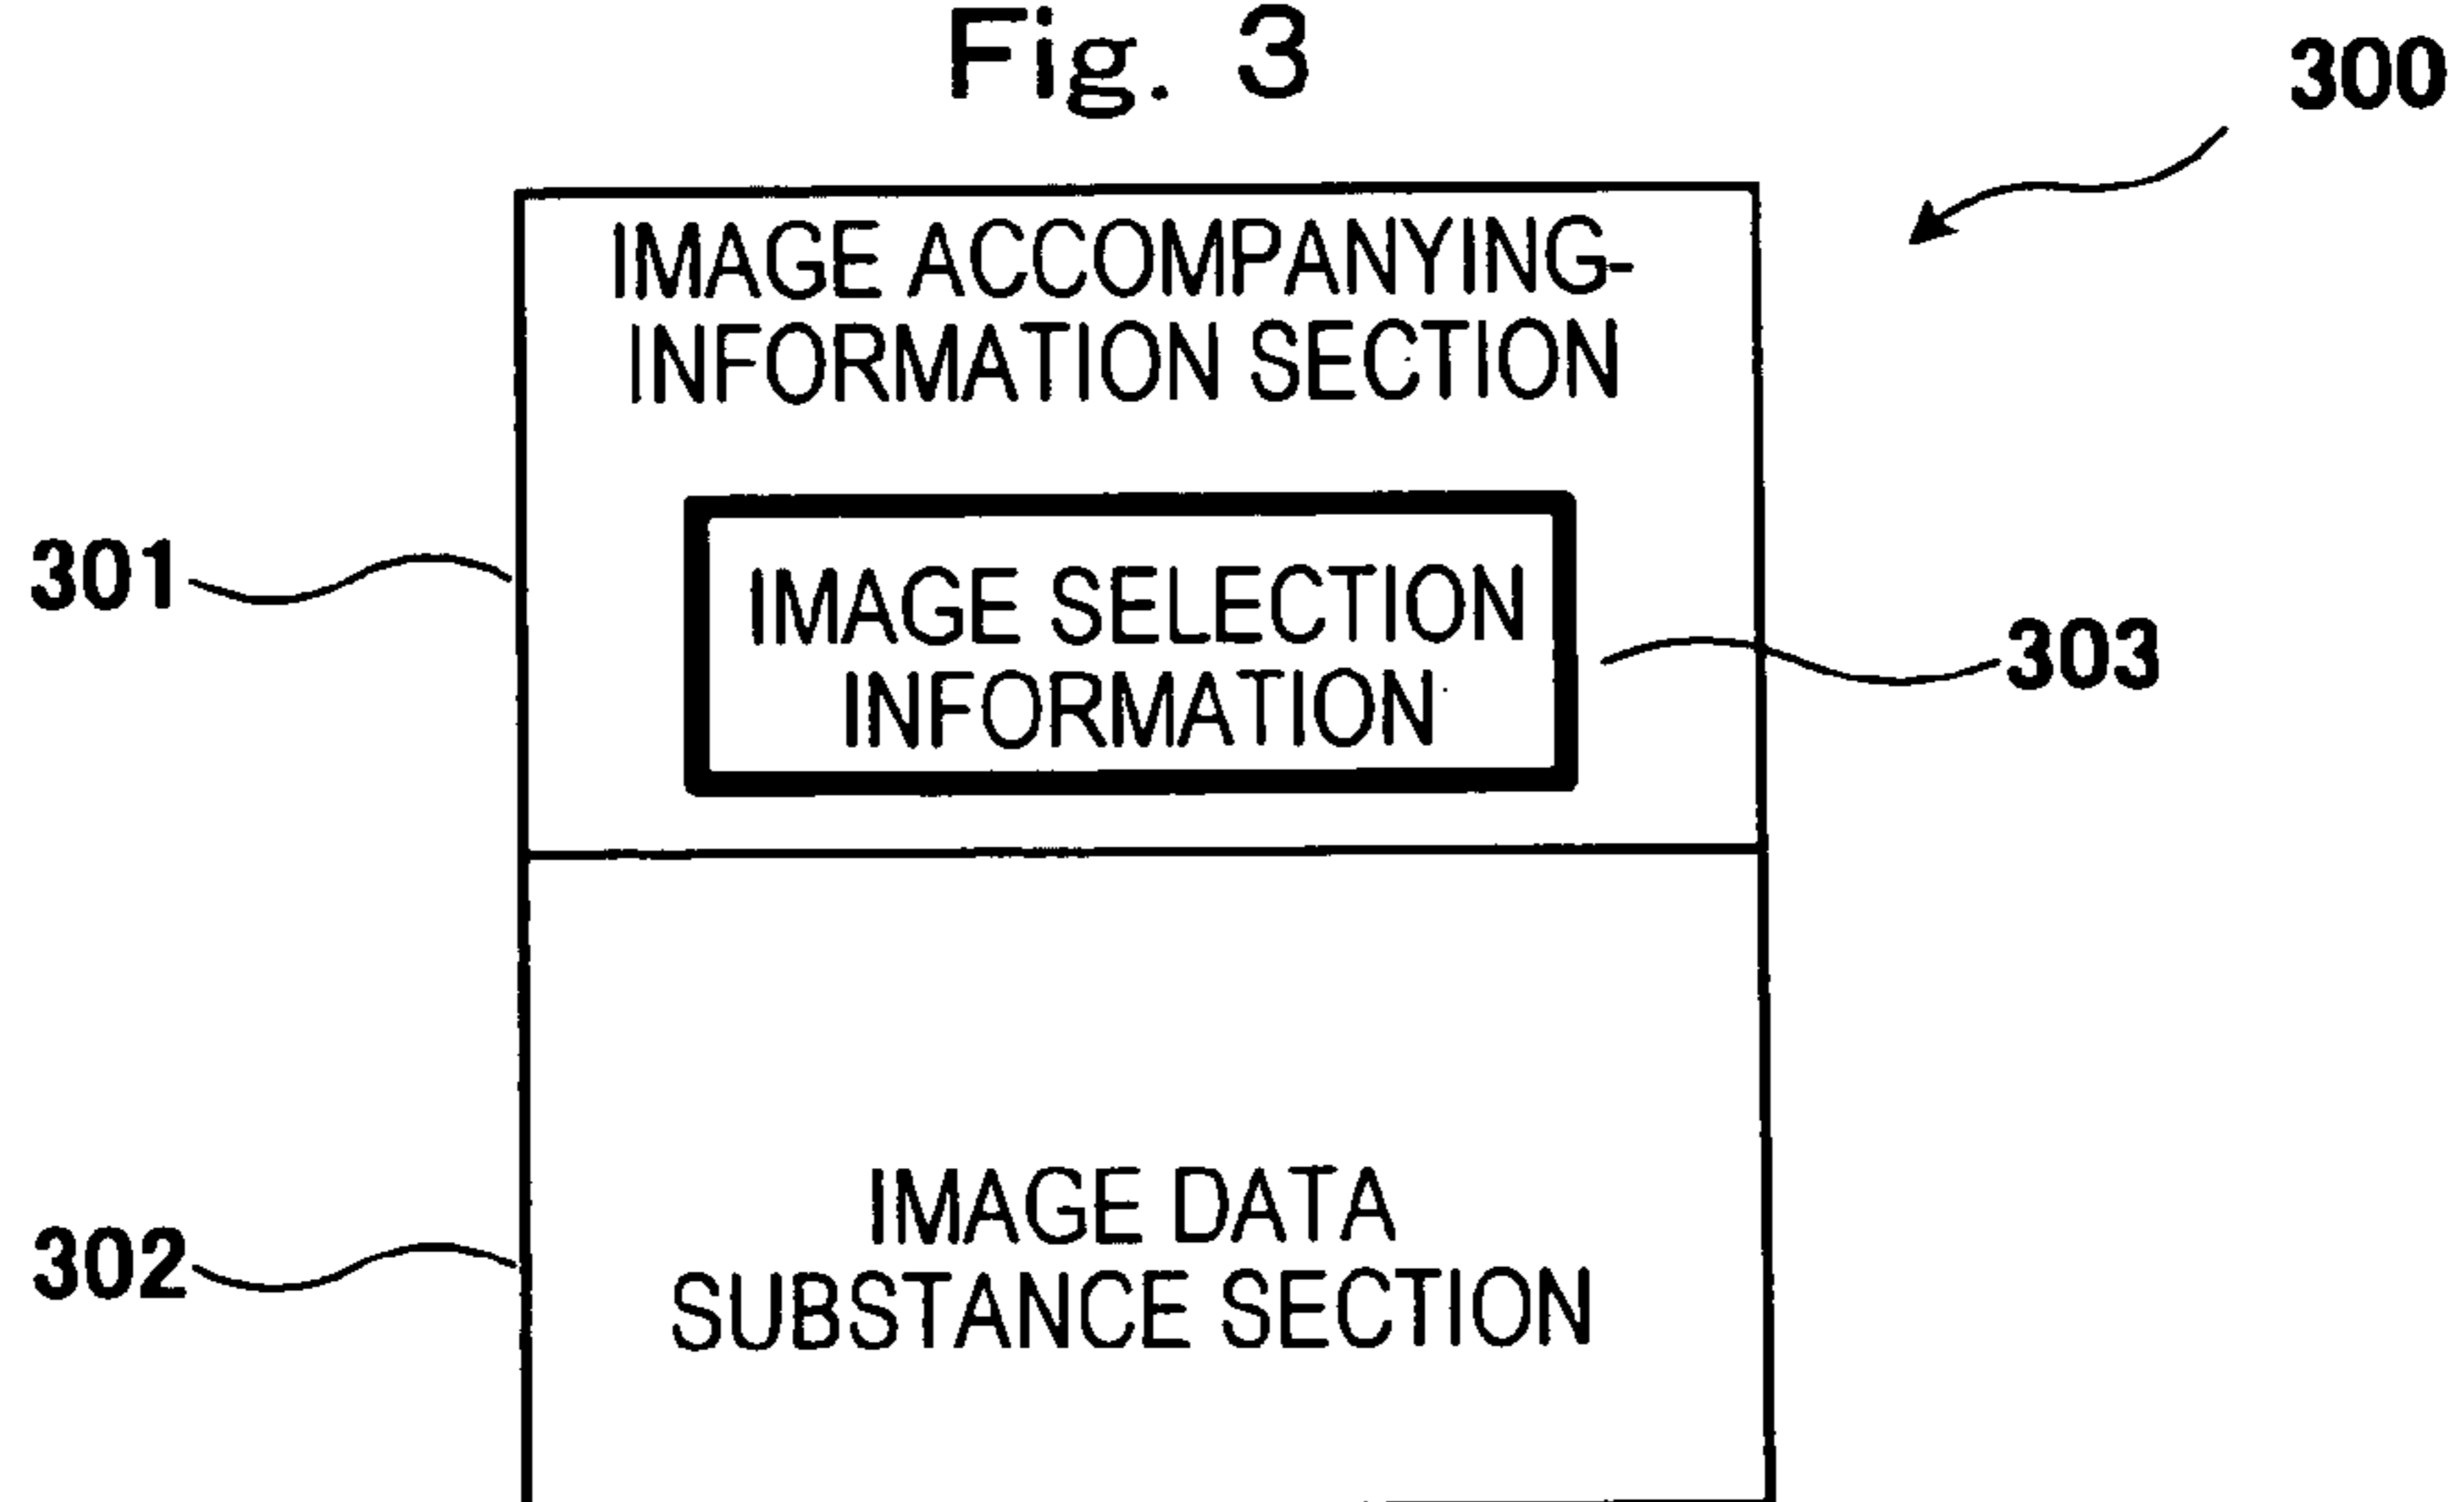 Fig. 3
300
IMAGE ACCOMPANYING-
INFORMATION SECTION
301
IMAGE SELECTION
INFORMATION
303
IMAGE DATA
SUBSTANCE SECTION
302